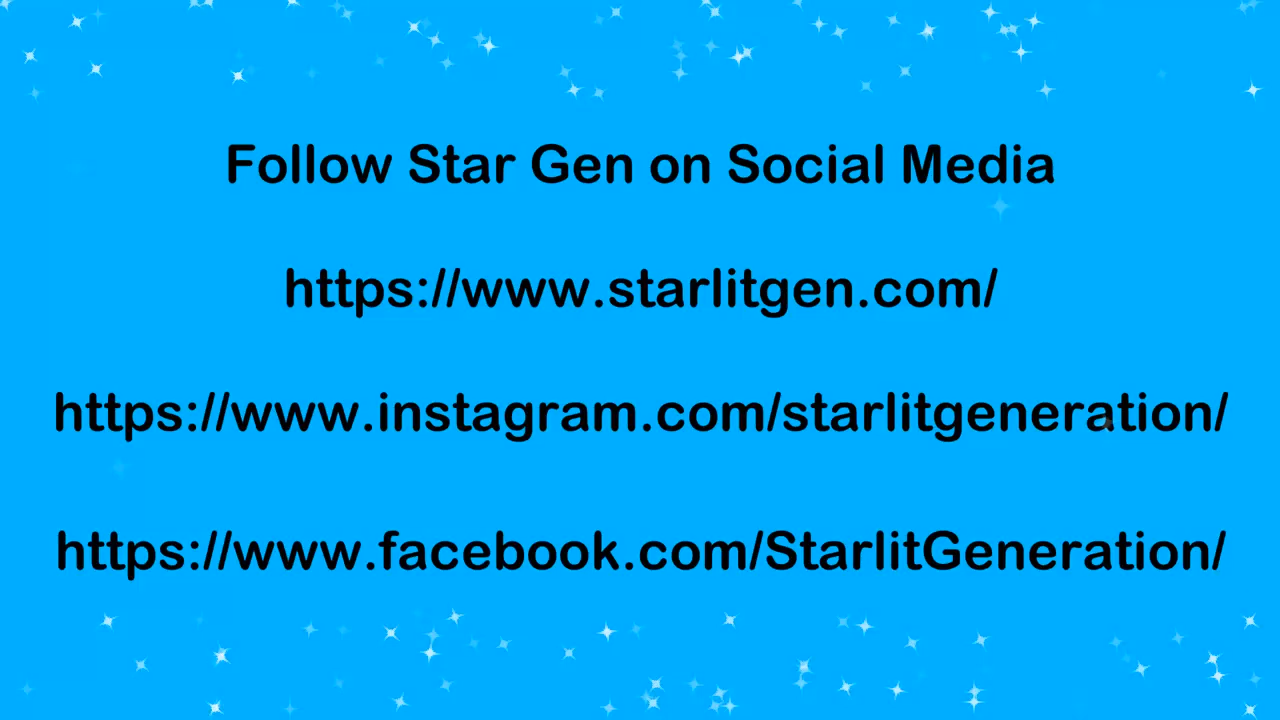 Follow Star Gen on Social Media
https://www.starlitgen.com/
https://www.instagram.com/starlitgeneration/
https://www.facebook.com/StarlitGeneration/